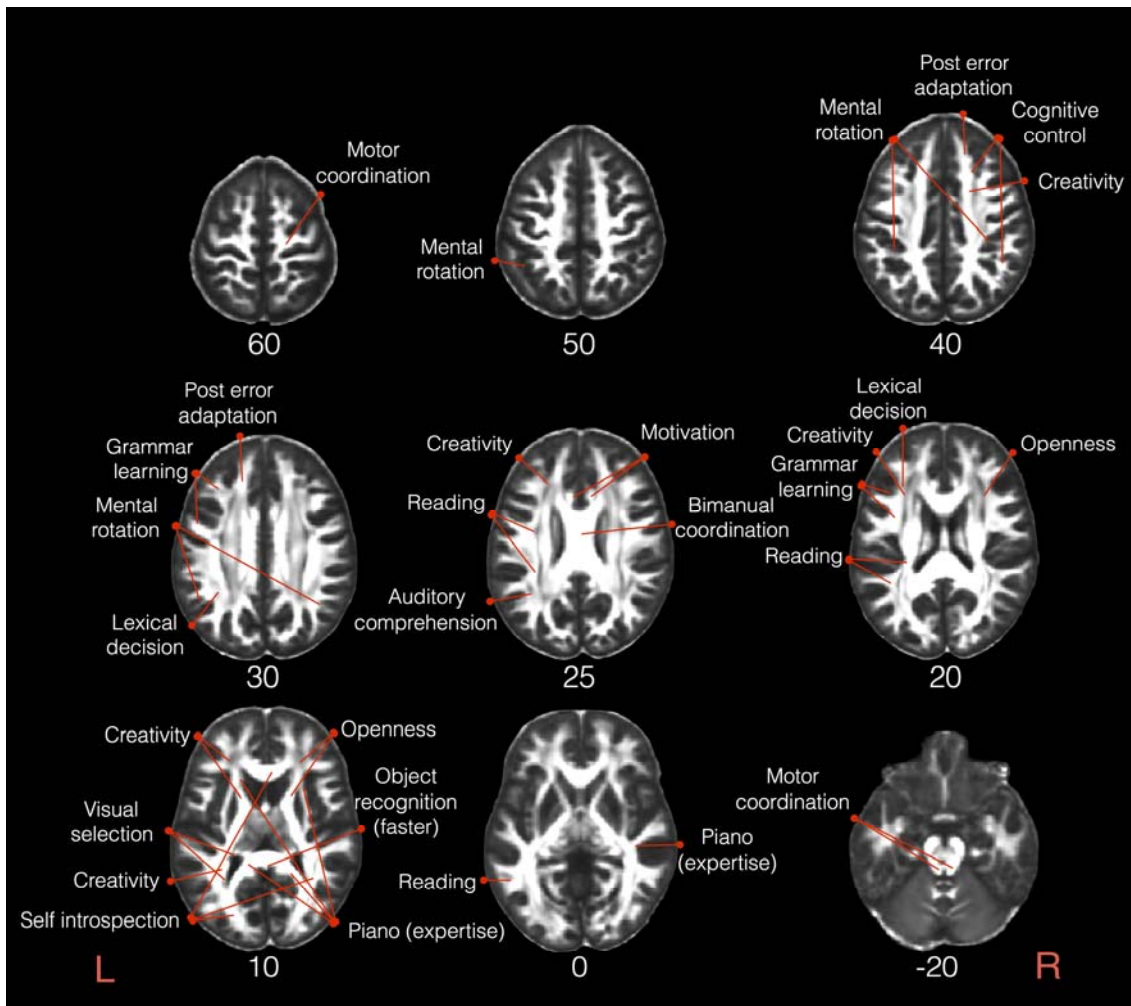 Motor
coordination
60
Mental
rotation
50
Post error
adaptation
Mental
rotation
Cognitive
control
Creativity
40
Post error
adaptation
Grammar
learning
Mental
rotation
Lexical
decision
30
Creativity
Motivation
Reading
Bimanual
coordination
Auditory
comprehension
25
Lexical
decision
Creativity
Openness
Grammar
learning
Reading
20
Creativity
Openness
Visual
selection
Object
recognition
(faster)
Creativity
Self introspection
Piano (expertise)
10
Reading
Piano
(expertise)
0
Motor
coordination
-20
L
R